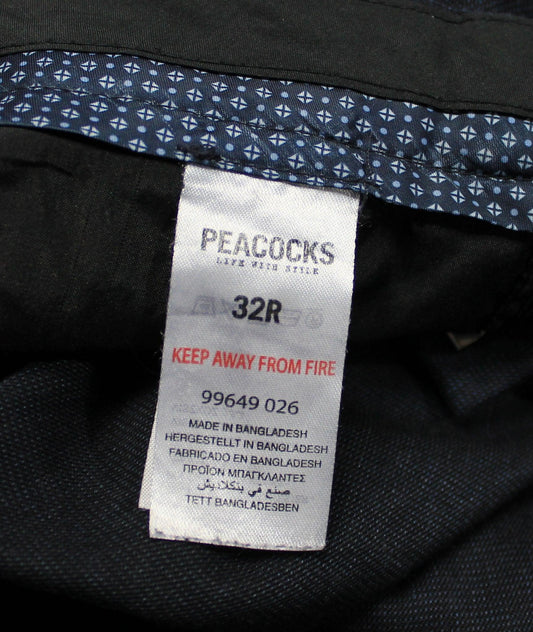 PEACOCKS
LIFE WITH STYLE
32R
KEEP AWAY FROM FIRE
99649 026
MADE IN BANGLADESH
HERGESTELLT IN BANGLADESH
FABRICADO EN BANGLADESH
ΠΡΟΪΟΝ ΜΠΑΓΚΛΑΝΤΕΣ
صنع في بنكلاديش
TETT BANGLADESBEN